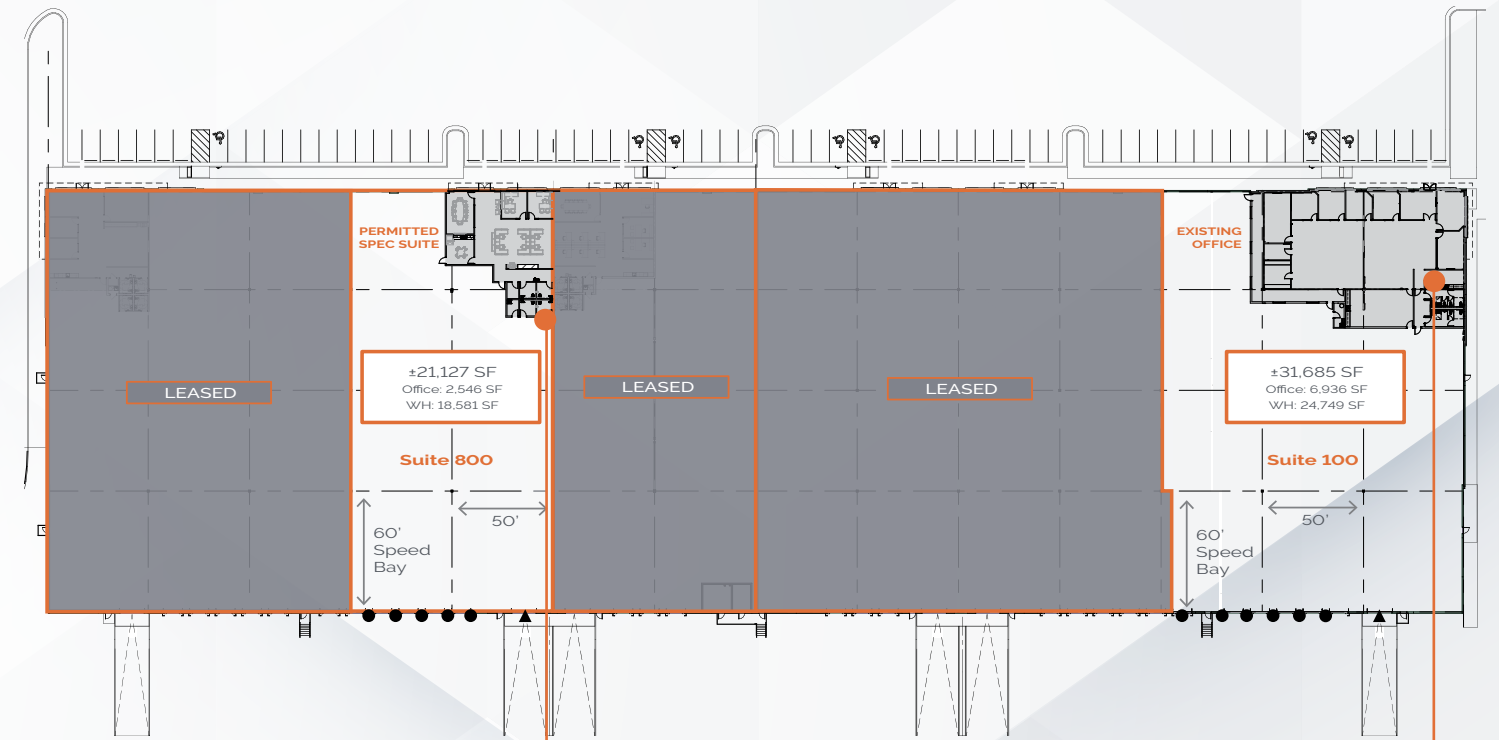 PERMITTED
SPEC SUITE
EXISTING
OFFICE
LEASED
±21,127 SF
Office: 2,546 SF
WH: 18,581 SF
LEASED
LEASED
±31,685 SF
Office: 6,936 SF
WH: 24,749 SF
Suite 800
Suite 100
50'
60'
Speed
Bay
50'
60'
Speed
Bay